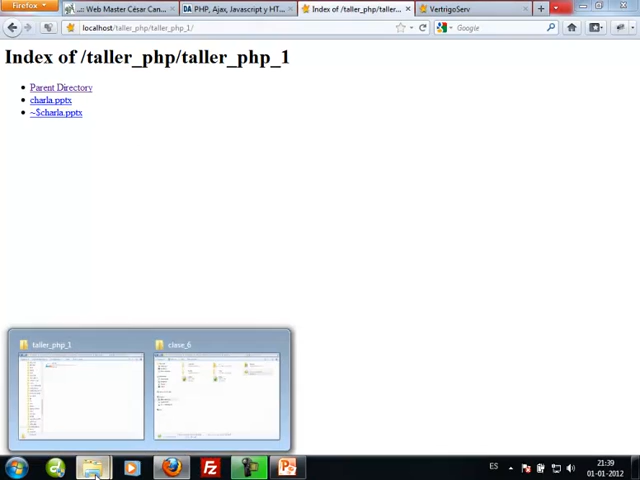 Firefox
..:: Web Master César Can...
PHP, Ajax, Javascript y HT...
Index of /taller_php/taller_...
VertrigoServ
localhost/taller_php/taller_php_1/
Google
Index of /taller_php/taller_php_1
Parent Directory
charla.pptx
~$charla.pptx
taller_php_1
clase_6
ES
21:39
01-01-2012